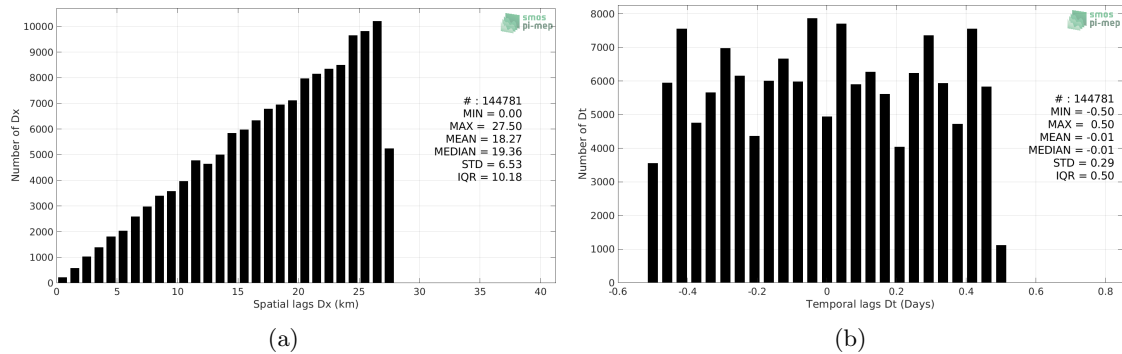 smos
pi-mep
10000
9000
8000
7000
6000
5000
4000
3000
2000
1000
0
Number of Dx
# : 144781
MIN = 0.00
MAX = 27.50
MEAN = 18.27
MEDIAN = 19.36
STD = 6.53
IQR = 10.18
0 5 10 15 20 25 30 35 40
Spatial lags Dx (km)
(a)
smos
pi-mep
8000
7000
6000
5000
4000
3000
2000
1000
0
Number of Dt
# : 144781
MIN = -0.50
MAX = 0.50
MEAN = -0.01
MEDIAN = -0.01
STD = 0.29
IQR = 0.50
-0.6 -0.4 -0.2 0 0.2 0.4 0.6 0.8
Temporal lags Dt (Days)
(b)